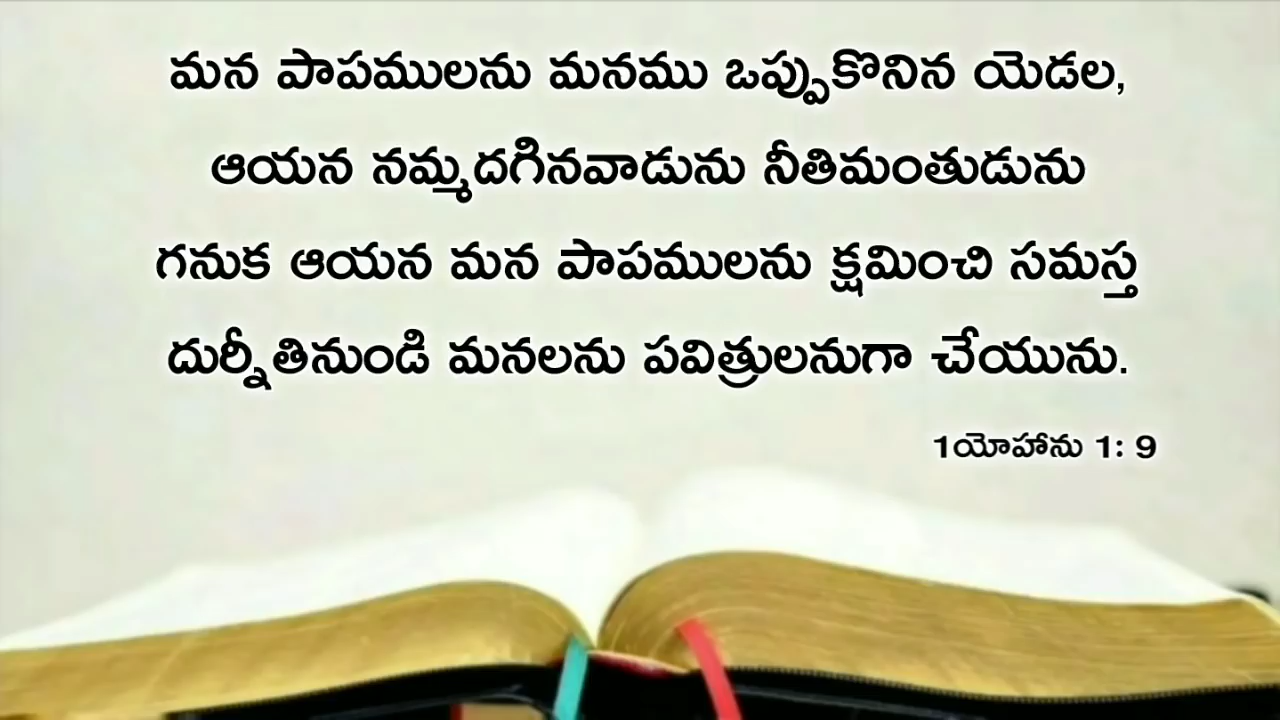 మన పాపములను మనము ఒప్పుకొనిన యెడల,
ఆయన నమ్మదగినవాడును నీతిమంతుడును
గనుక ఆయన మన పాపములను క్షమించి సమస్త
దుర్నీతినుండి మనలను పవిత్రులనుగా చేయును.
1యోహాను 1: 9